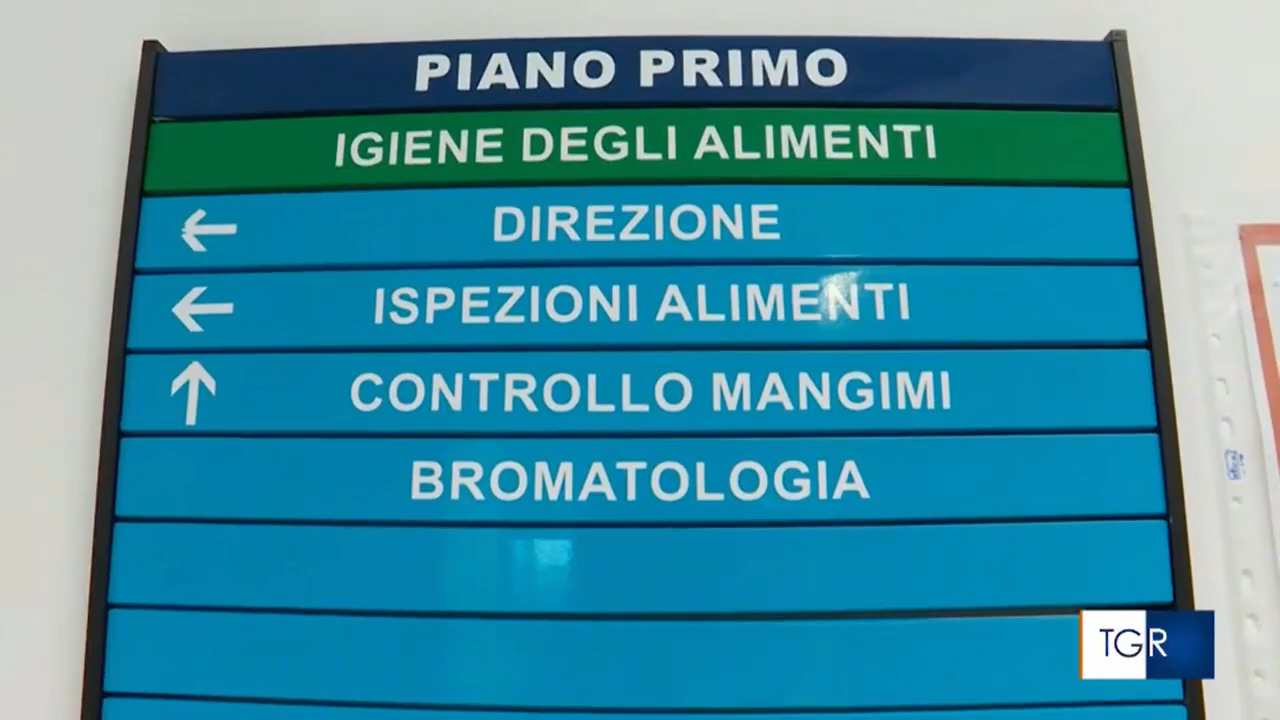 PIANO PRIMO
IGIENE DEGLI ALIMENTI
DIREZIONE
ISPEZIONI ALIMENTI
CONTROLLO MANGIMI
BROMATOLOGIA
TGR